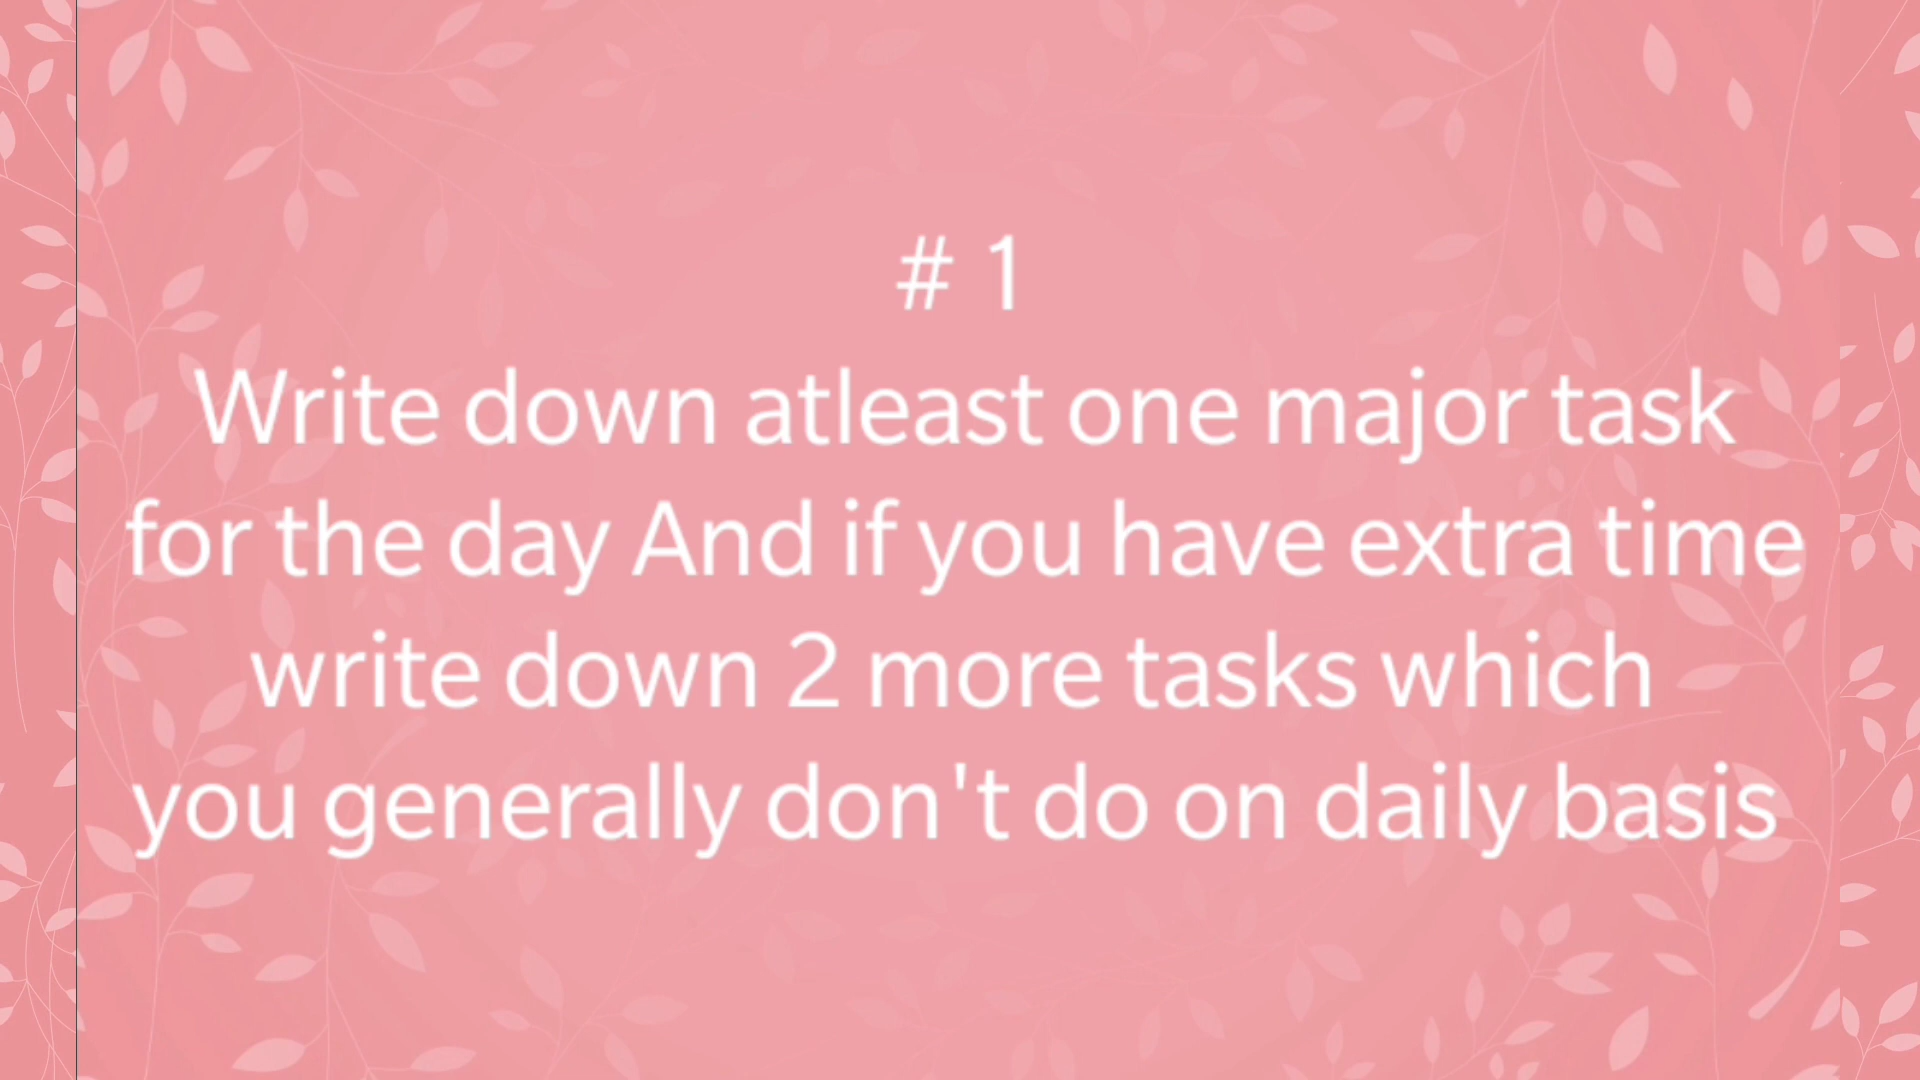 # 1
Write down atleast one major task
for the day And if you have extra time
write down 2 more tasks which
you generally don't do on daily basis